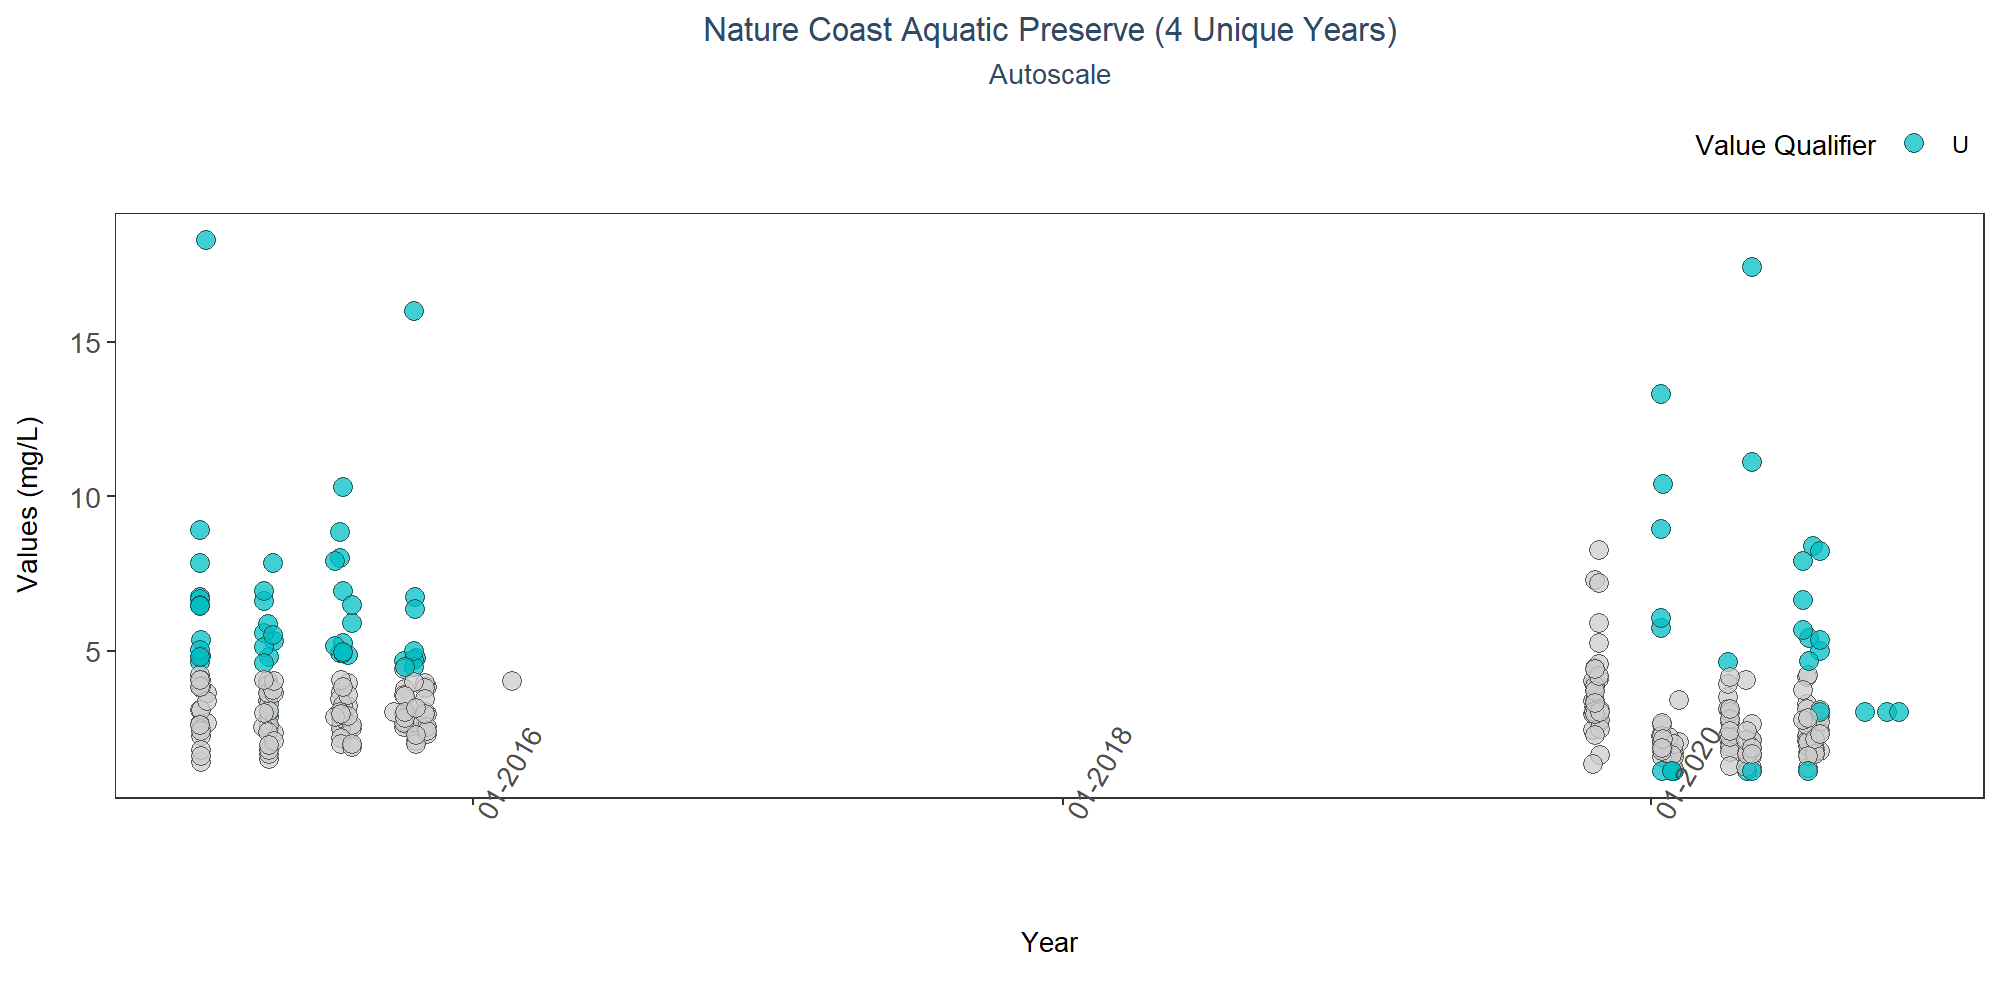 Nature Coast Aquatic Preserve (4 Unique Years)
Autoscale
Value Qualifier U
Values (mg/L)
15
10
5
01-2016
01-2018
01-2020
Year